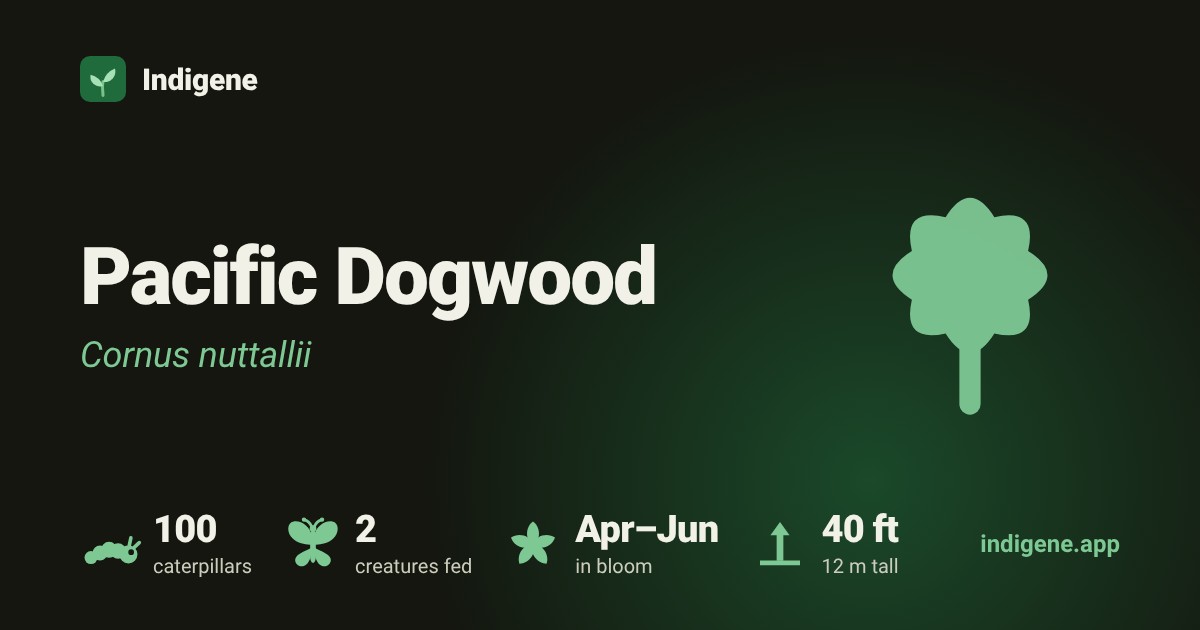 Indigene
Pacific Dogwood
Cornus nuttallii
100
caterpillars
2
creatures fed
Apr–Jun
in bloom
40 ft
12 m tall
indigene.app